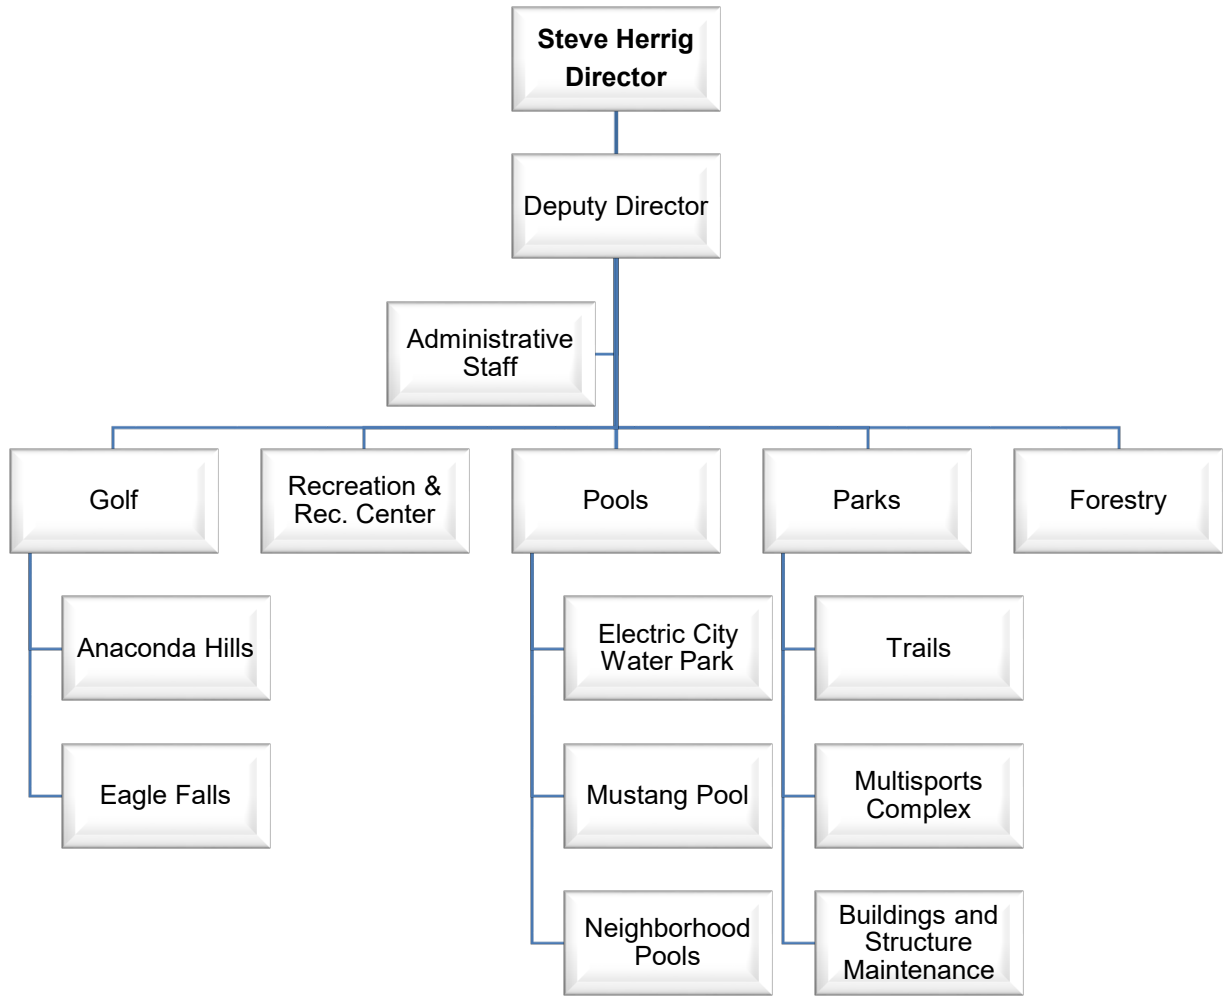 Steve Herrig
Director
Deputy Director
Administrative
Staff
Golf
Recreation &
Rec. Center
Pools
Parks
Forestry
Anaconda Hills
Eagle Falls
Electric City
Water Park
Mustang Pool
Neighborhood
Pools
Trails
Multisports
Complex
Buildings and
Structure
Maintenance